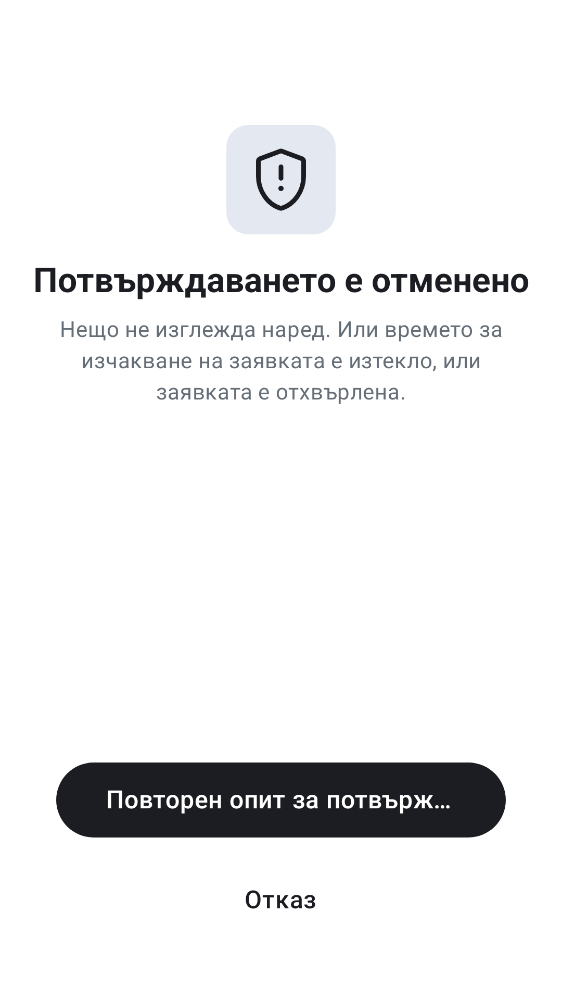 Потвърждаването е отменено
Нещо не изглежда наред. Или времето за
изчакване на заявката е изтекло, или
заявката е отхвърлена.
Повторен опит за потвърж…
Отказ